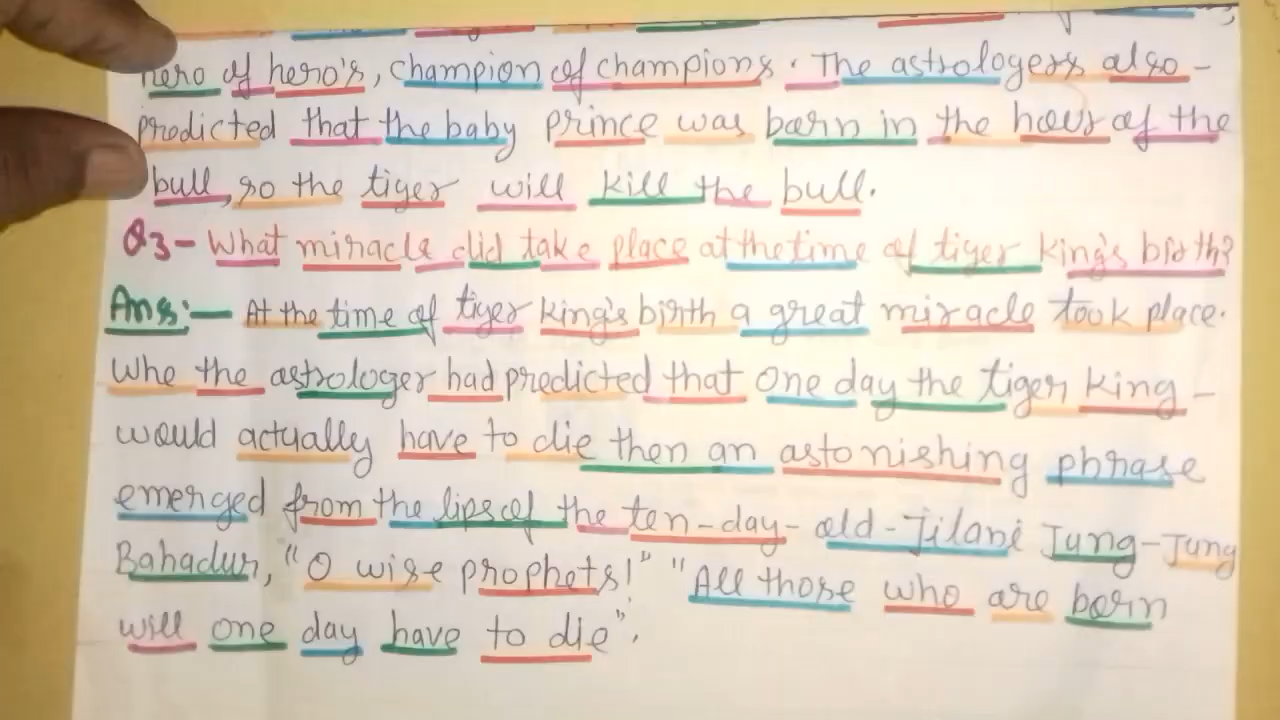 hero of hero's, champion of champions. The astrologers also -
predicted that the baby prince was born in the hour of the
bull, so the tiger will kill the bull.
Q3- What miracle did take place at the time of tiger king's birth?
Ans:- At the time of tiger king's birth a great miracle took place.
Whe the astrologer had predicted that one day the tiger king -
would actually have to die then an astonishing phrase
emerged from the lips of the ten-day-old-Jilani Jung-Jung
Bahadur, "O wise prophets!" "All those who are born
will one day have to die".